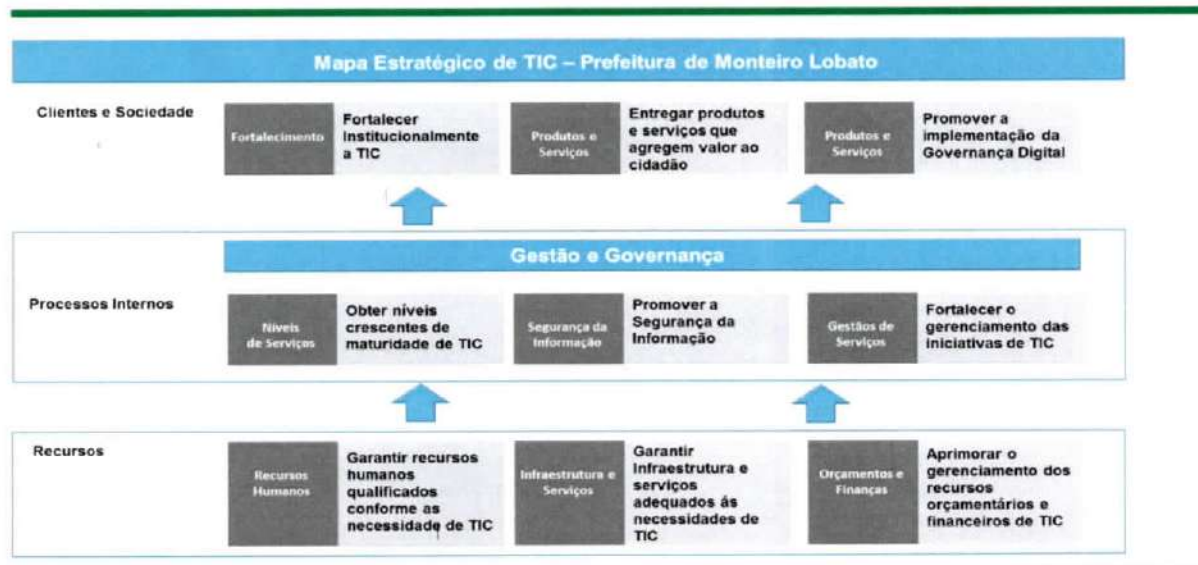 Mapa Estratégico de TIC – Prefeitura de Monteiro Lobato
Clientes e Sociedade
Fortalecimento
Fortalecer
Institucionalmente
a TIC
Produtos e
Serviços
Entregar produtos
e serviços que
agregem valor ao
cidadão
Produtos e
Serviços
Promover a
implementação da
Governança Digital
Gestão e Governança
Processos Internos
Níveis
de Serviços
Obter níveis
crescentes de
maturidade de TIC
Segurança da
Informação
Promover a
Segurança da
Informação
Gestãos de
Serviços
Fortalecer o
gerenciamento das
iniciativas de TIC
Recursos
Recursos
Humanos
Garantir recursos
humanos
qualificados
conforme as
necessidade de TIC
Infraestrutura e
Serviços
Garantir
Infraestrutura e
serviços
adequados ás
necessidades de
TIC
Orçamentos e
Finanças
Aprimorar o
gerenciamento dos
recursos
orçamentários e
financeiros de TIC